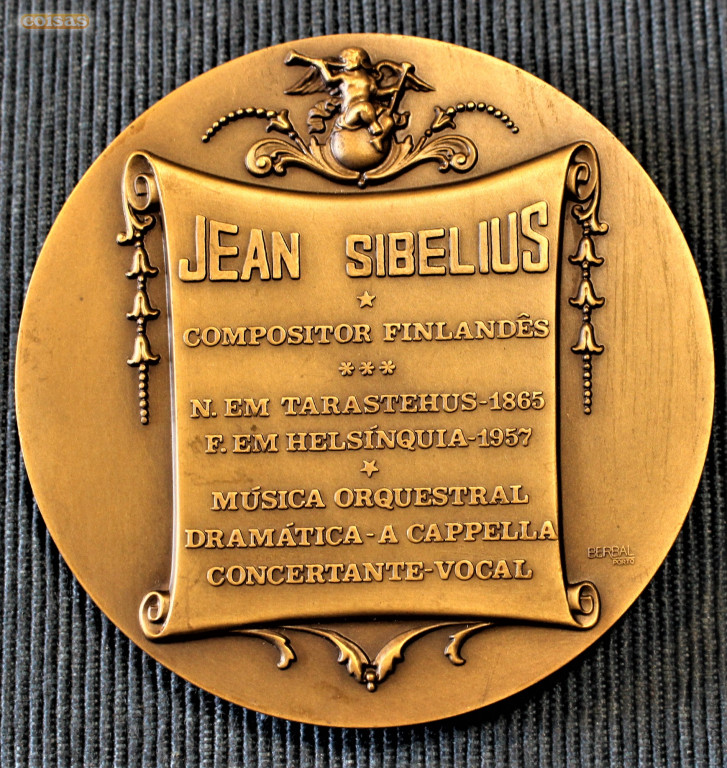 coisas
JEAN SIBELIUS
COMPOSITOR FINLANDÊS
***
N. EM TARASTEHUS-1865
F. EM HELSÍNQUIA-1957
MÚSICA ORQUESTRAL
DRAMÁTICA-A CAPPELLA
CONCERTANTE-VOCAL
BERBAL
PORTO